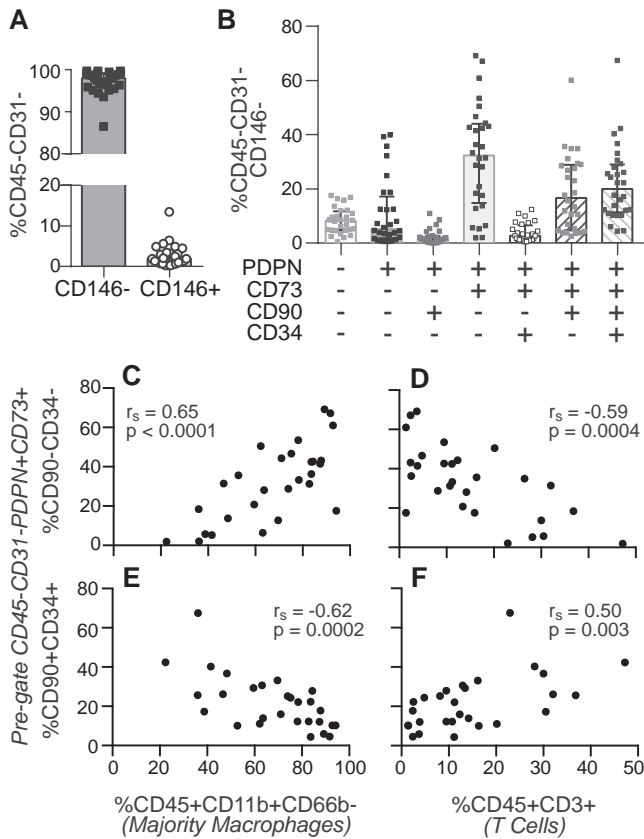 A
B
%CD45-CD31-
100
90
80
20
10
0
CD146-
CD146+
%CD45-CD31-
CD146-
80
60
40
20
0
PDPN - + + + + + +
CD73 - - - + + + +
CD90 - - + - - + +
CD34 - - - - + - +
Pre-gate CD45-CD31-PDPN+CD73+
%CD90-CD34-
C
80
60
40
20
0
rs = 0.65
p < 0.0001
D
rs = -0.59
p = 0.0004
%CD90+CD34+
E
80
60
40
20
0
rs = -0.62
p = 0.0002
F
rs = 0.50
p = 0.003
0 20 40 60 80 100
0 10 20 30 40 50
%CD45+CD11b+CD66b-
(Majority Macrophages)
%CD45+CD3+
(T Cells)